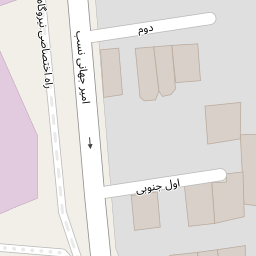 دوم
امیر جهانی نسب
راه اختصاصی نیروگاه
اول جنوبی